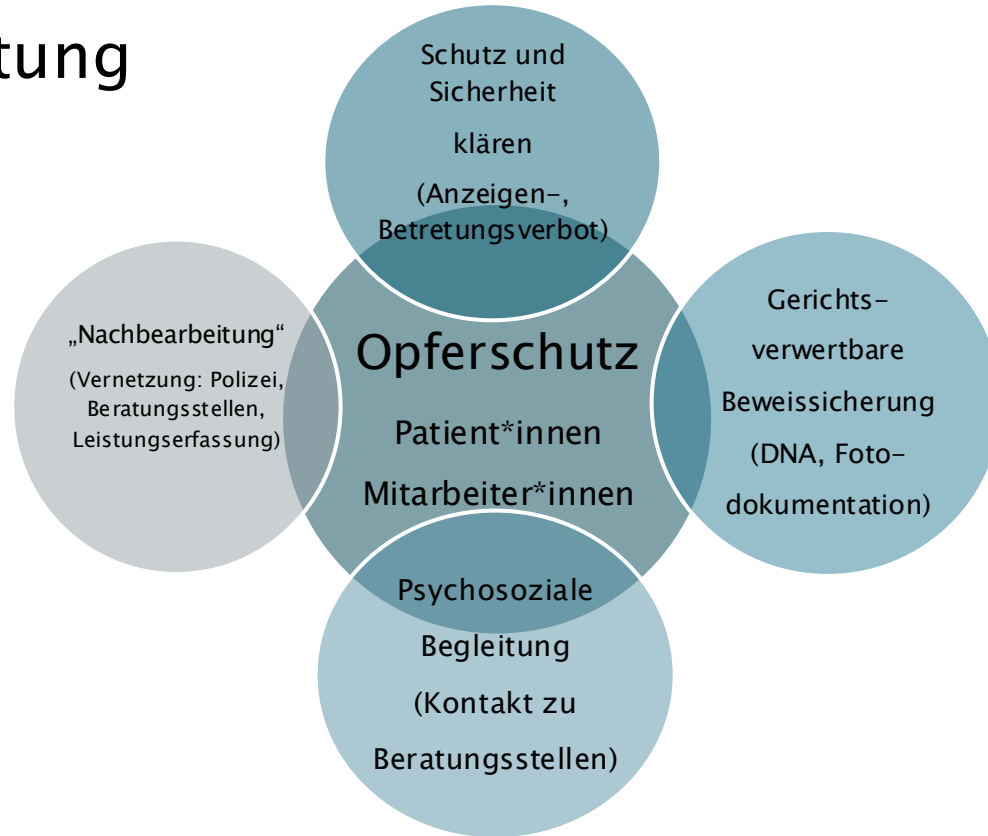 tung
Schutz und
Sicherheit
klären
(Anzeigen-,
Betretungsverbot)
„Nachbearbeitung“
(Vernetzung: Polizei,
Beratungsstellen,
Leistungserfassung)
Opferschutz
Patient*innen
Mitarbeiter*innen
Gerichts-
verwertbare
Beweissicherung
(DNA, Foto-
dokumentation)
Psychosoziale
Begleitung
(Kontakt zu
Beratungsstellen)